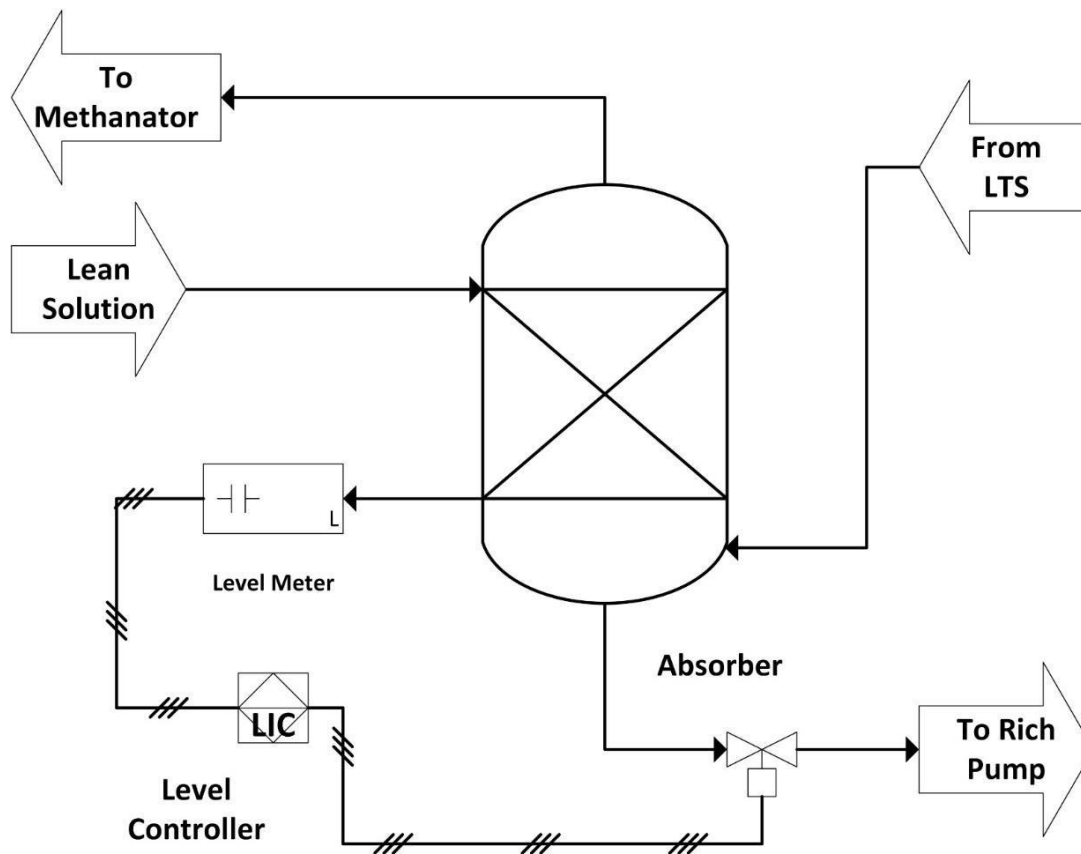 To
Methanator
From
LTS
Lean
Solution
L
Level Meter
Absorber
LIC
To Rich
Pump
Level
Controller